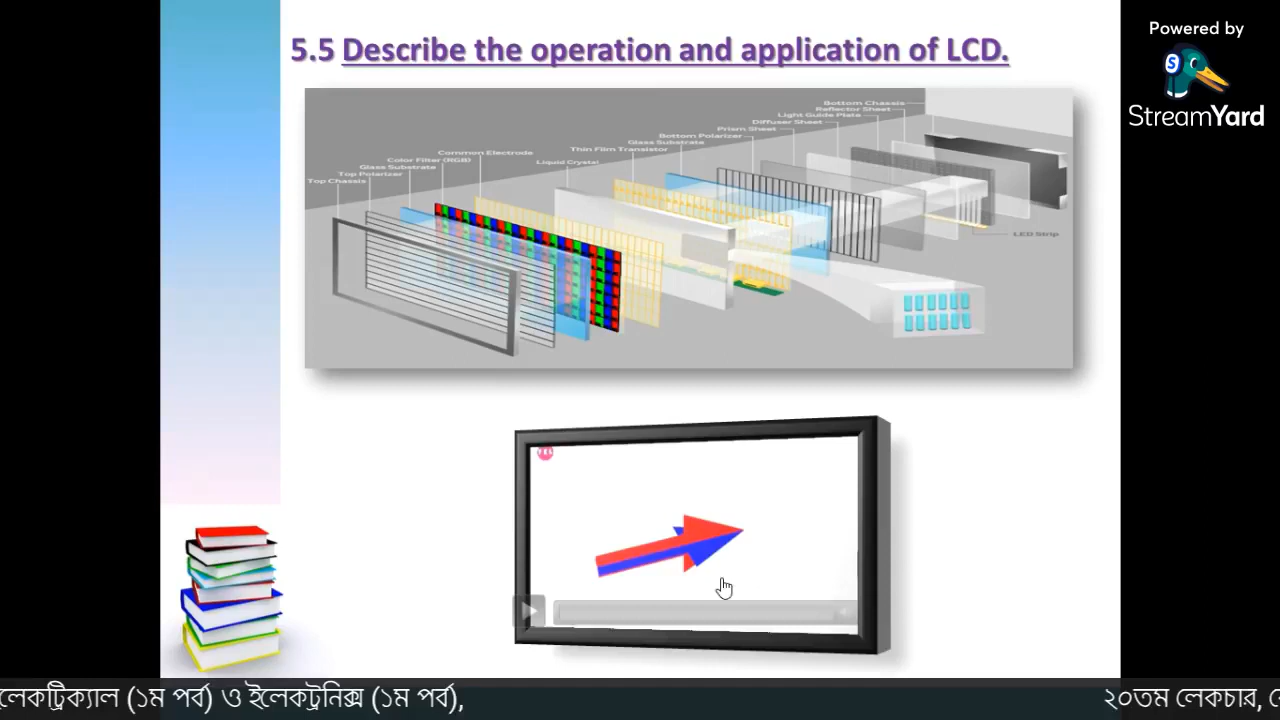 5.5 Describe the operation and application of LCD.
Powered by
S
StreamYard
Bottom Chassis
Reflector Sheet
Light Guide Plate
Diffuser Sheet
Prism Sheet
Bottom Polarizer
Glass Substrate
Thin Film Transistor
Liquid Crystal
Common Electrode
Color Filter (RGB)
Glass Substrate
Top Polarizer
Top Chassis
LED Strip
লেকট্রিক্যাল (১ম পর্ব) ও ইলেকট্রনিক্স (১ম পর্ব),
২০তম লেকচার,